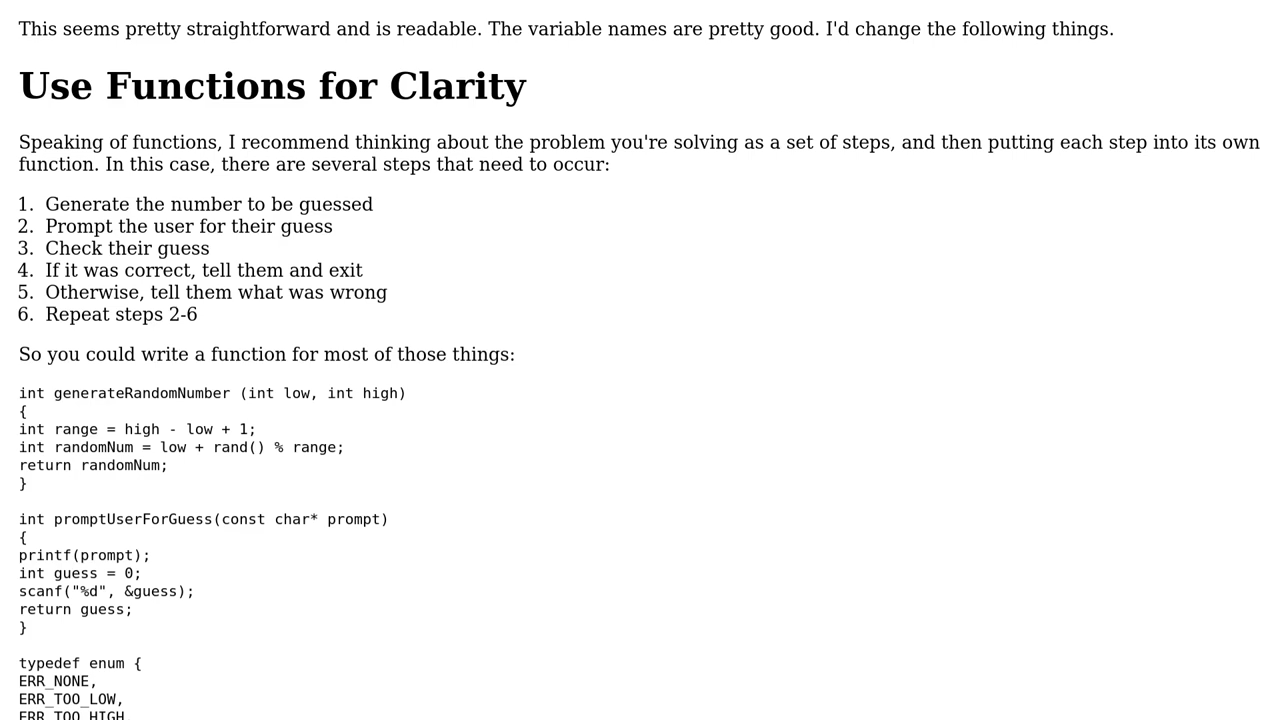 This seems pretty straightforward and is readable. The variable names are pretty good. I'd change the following things.
Use Functions for Clarity
Speaking of functions, I recommend thinking about the problem you're solving as a set of steps, and then putting each step into its own
function. In this case, there are several steps that need to occur:
1. Generate the number to be guessed
2. Prompt the user for their guess
3. Check their guess
4. If it was correct, tell them and exit
5. Otherwise, tell them what was wrong
6. Repeat steps 2-6
So you could write a function for most of those things:
int generateRandomNumber (int low, int high)
{
int range = high - low + 1;
int randomNum = low + rand() % range;
return randomNum;
}
int promptUserForGuess(const char* prompt)
{
printf(prompt);
int guess = 0;
scanf("%d", &guess);
return guess;
}
typedef enum {
ERR_NONE,
ERR_TOO_LOW,
ERR_TOO_HIGH,